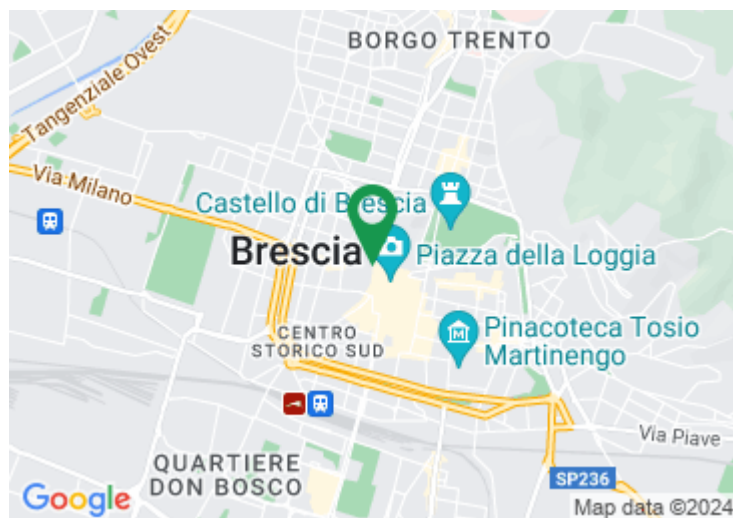 BORGO TRENTO
Tangenziale Ovest
Via Milano
Castello di Brescia
Brescia
Piazza della Loggia
CENTRO
STORICO SUD
Pinacoteca Tosio
Martinengo
M
Via Piave
QUARTIERE
DON BOSCO
SP236
Google
Map data ©2024